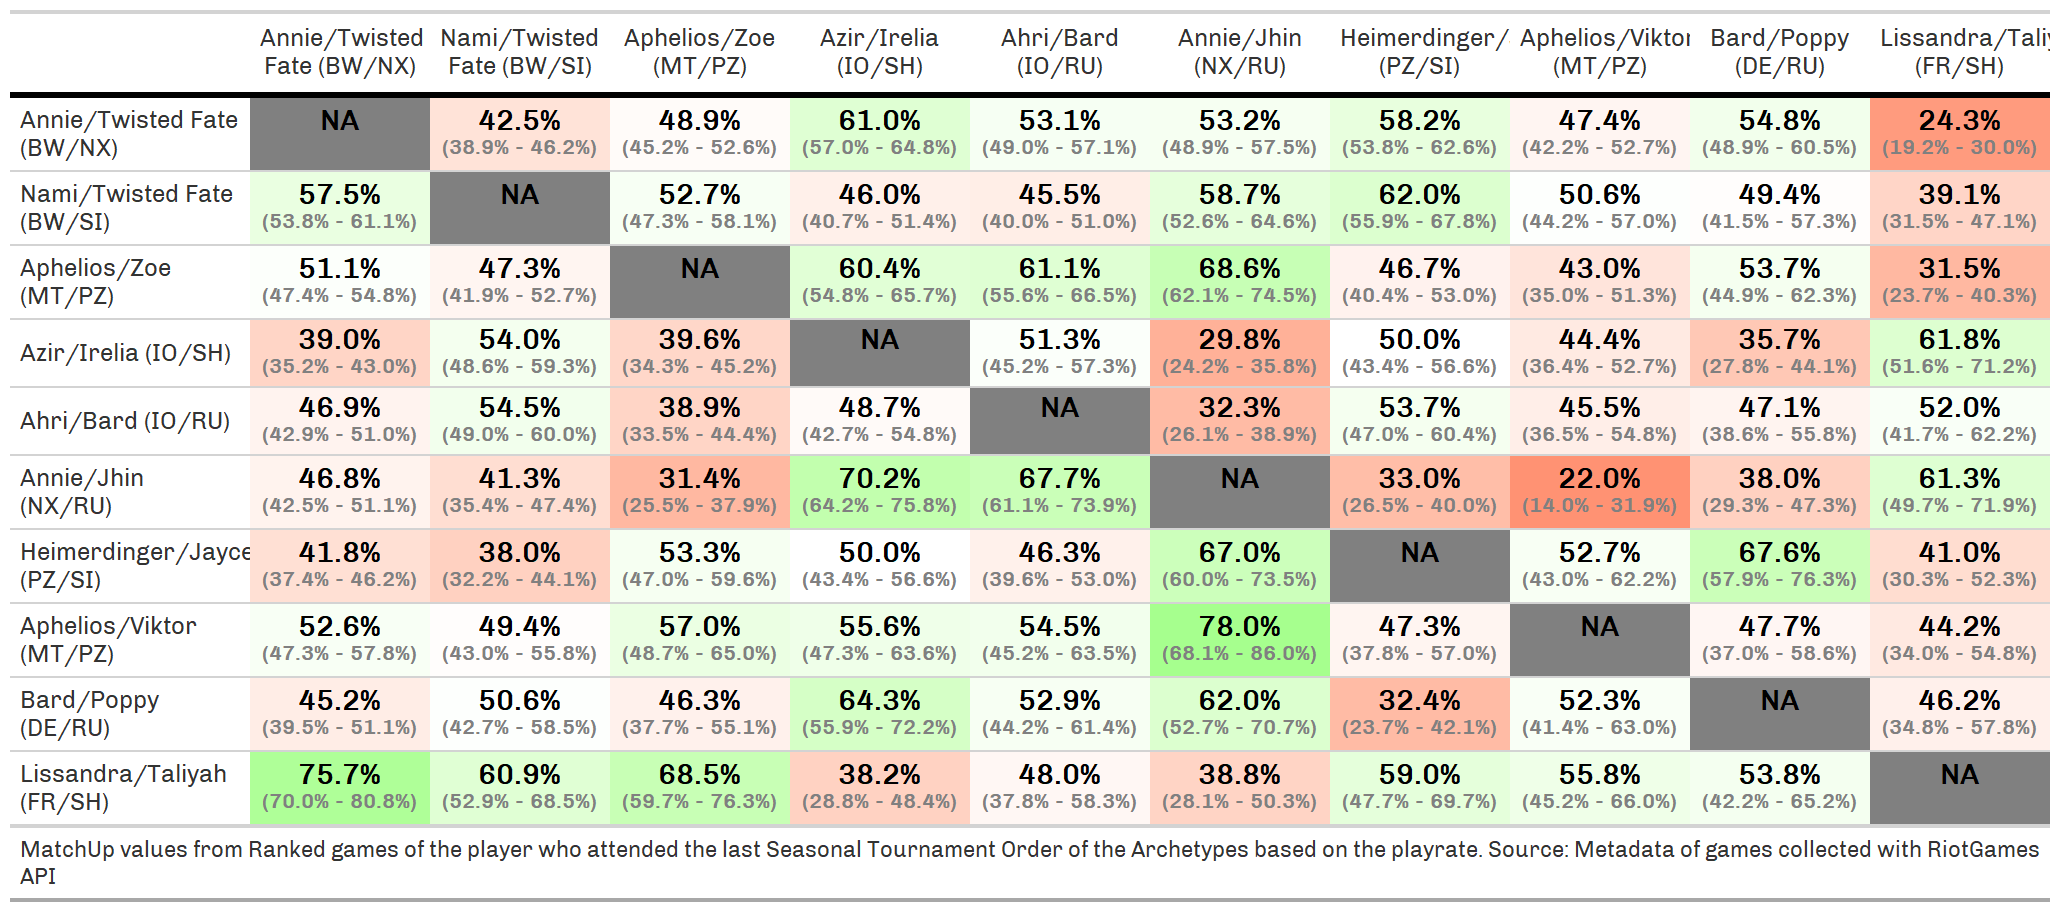 Annie/Twisted Fate (BW/NX) Nami/Twisted Fate (BW/SI) Aphelios/Zoe (MT/PZ) Azir/Irelia (IO/SH) Ahri/Bard (IO/RU) Annie/Jhin (NX/RU) Heimerdinger/ (PZ/SI) Aphelios/Viktor (MT/PZ) Bard/Poppy (DE/RU) Lissandra/Taliy (FR/SH)
Annie/Twisted Fate (BW/NX) NA 42.5% (38.9% - 46.2%) 48.9% (45.2% - 52.6%) 61.0% (57.0% - 64.8%) 53.1% (49.0% - 57.1%) 53.2% (48.9% - 57.5%) 58.2% (53.8% - 62.6%) 47.4% (42.2% - 52.7%) 54.8% (48.9% - 60.5%) 24.3% (19.2% - 30.0%)
Nami/Twisted Fate (BW/SI) 57.5% (53.8% - 61.1%) NA 52.7% (47.3% - 58.1%) 46.0% (40.7% - 51.4%) 45.5% (40.0% - 51.0%) 58.7% (52.6% - 64.6%) 62.0% (55.9% - 67.8%) 50.6% (44.2% - 57.0%) 49.4% (41.5% - 57.3%) 39.1% (31.5% - 47.1%)
Aphelios/Zoe (MT/PZ) 51.1% (47.4% - 54.8%) 47.3% (41.9% - 52.7%) NA 60.4% (54.8% - 65.7%) 61.1% (55.6% - 66.5%) 68.6% (62.1% - 74.5%) 46.7% (40.4% - 53.0%) 43.0% (35.0% - 51.3%) 53.7% (44.9% - 62.3%) 31.5% (23.7% - 40.3%)
Azir/Irelia (IO/SH) 39.0% (35.2% - 43.0%) 54.0% (48.6% - 59.3%) 39.6% (34.3% - 45.2%) NA 51.3% (45.2% - 57.3%) 29.8% (24.2% - 35.8%) 50.0% (43.4% - 56.6%) 44.4% (36.4% - 52.7%) 35.7% (27.8% - 44.1%) 61.8% (51.6% - 71.2%)
Ahri/Bard (IO/RU) 46.9% (42.9% - 51.0%) 54.5% (49.0% - 60.0%) 38.9% (33.5% - 44.4%) 48.7% (42.7% - 54.8%) NA 32.3% (26.1% - 38.9%) 53.7% (47.0% - 60.4%) 45.5% (36.5% - 54.8%) 47.1% (38.6% - 55.8%) 52.0% (41.7% - 62.2%)
Annie/Jhin (NX/RU) 46.8% (42.5% - 51.1%) 41.3% (35.4% - 47.4%) 31.4% (25.5% - 37.9%) 70.2% (64.2% - 75.8%) 67.7% (61.1% - 73.9%) NA 33.0% (26.5% - 40.0%) 22.0% (14.0% - 31.9%) 38.0% (29.3% - 47.3%) 61.3% (49.7% - 71.9%)
Heimerdinger/Jayce (PZ/SI) 41.8% (37.4% - 46.2%) 38.0% (32.2% - 44.1%) 53.3% (47.0% - 59.6%) 50.0% (43.4% - 56.6%) 46.3% (39.6% - 53.0%) 67.0% (60.0% - 73.5%) NA 52.7% (43.0% - 62.2%) 67.6% (57.9% - 76.3%) 41.0% (30.3% - 52.3%)
Aphelios/Viktor (MT/PZ) 52.6% (47.3% - 57.8%) 49.4% (43.0% - 55.8%) 57.0% (48.7% - 65.0%) 55.6% (47.3% - 63.6%) 54.5% (45.2% - 63.5%) 78.0% (68.1% - 86.0%) 47.3% (37.8% - 57.0%) NA 47.7% (37.0% - 58.6%) 44.2% (34.0% - 54.8%)
Bard/Poppy (DE/RU) 45.2% (39.5% - 51.1%) 50.6% (42.7% - 58.5%) 46.3% (37.7% - 55.1%) 64.3% (55.9% - 72.2%) 52.9% (44.2% - 61.4%) 62.0% (52.7% - 70.7%) 32.4% (23.7% - 42.1%) 52.3% (41.4% - 63.0%) NA 46.2% (34.8% - 57.8%)
Lissandra/Taliyah (FR/SH) 75.7% (70.0% - 80.8%) 60.9% (52.9% - 68.5%) 68.5% (59.7% - 76.3%) 38.2% (28.8% - 48.4%) 48.0% (37.8% - 58.3%) 38.8% (28.1% - 50.3%) 59.0% (47.7% - 69.7%) 55.8% (45.2% - 66.0%) 53.8% (42.2% - 65.2%) NA
MatchUp values from Ranked games of the player who attended the last Seasonal Tournament Order of the Archetypes based on the playrate. Source: Metadata of games collected with RiotGames
API